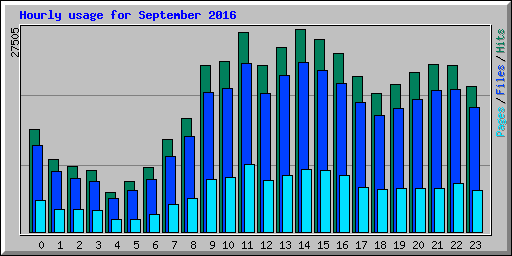 Hourly usage for September 2016
27505
Pages / Files / Hits
0 1 2 3 4 5 6 7 8 9 10 11 12 13 14 15 16 17 18 19 20 21 22 23